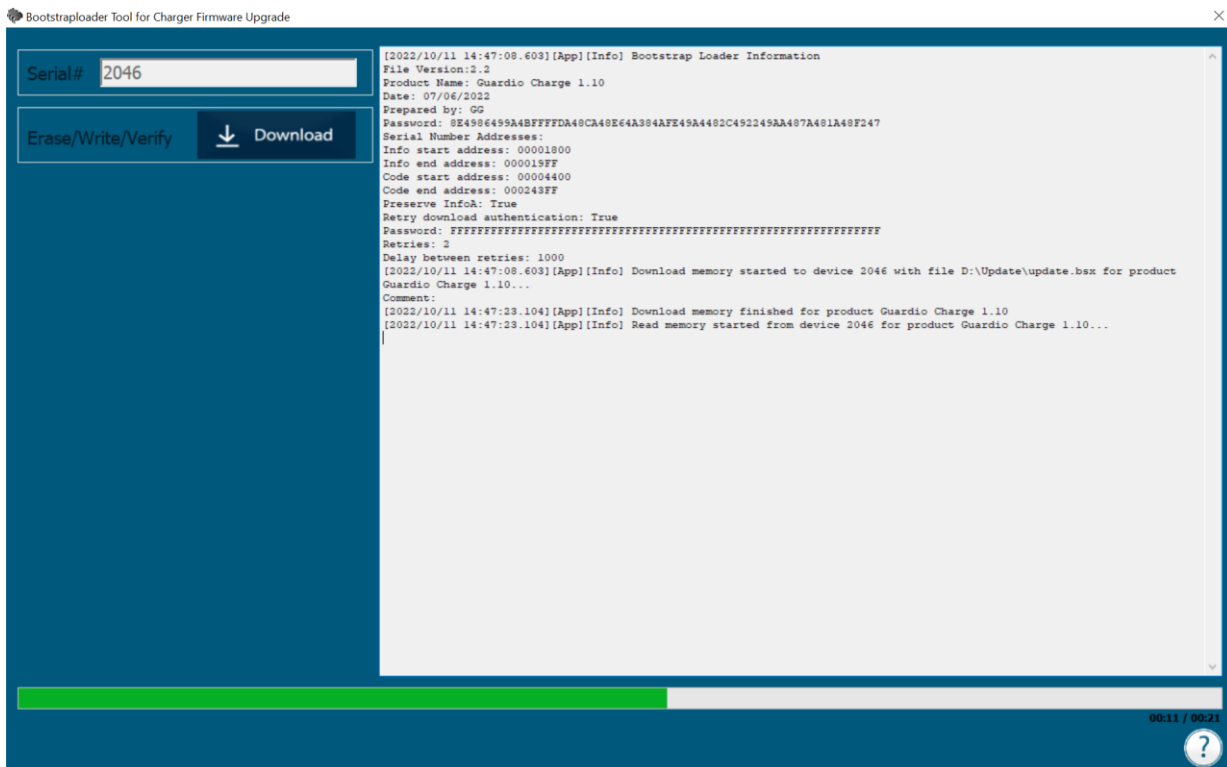 Bootstraploader Tool for Charger Firmware Upgrade
Serial# 2046
Erase/Write/Verify Download
[2022/10/11 14:47:08.603][App][Info] Bootstrap Loader Information
File Version:2.2
Product Name: Guardio Charge 1.10
Date: 07/06/2022
Prepared by: GG
Password: 8E4986499A4BFFFFDA48CA48E64A384AFE49A4482C492249AA487A481A48F247
Serial Number Addresses:
Info start address: 00001800
Info end address: 000019FF
Code start address: 00004400
Code end address: 000243FF
Preserve InfoA: True
Retry download authentication: True
Password: FFFFFFFFFFFFFFFFFFFFFFFFFFFFFFFFFFFFFFFFFFFFFFFFFFFFFFFFFFFFFFFF
Retries: 2
Delay between retries: 1000
[2022/10/11 14:47:08.603][App][Info] Download memory started to device 2046 with file D:\Update\update.bsx for product
Guardio Charge 1.10...
Comment:
[2022/10/11 14:47:23.104][App][Info] Download memory finished for product Guardio Charge 1.10
[2022/10/11 14:47:23.104][App][Info] Read memory started from device 2046 for product Guardio Charge 1.10...
00:11 / 00:21
?